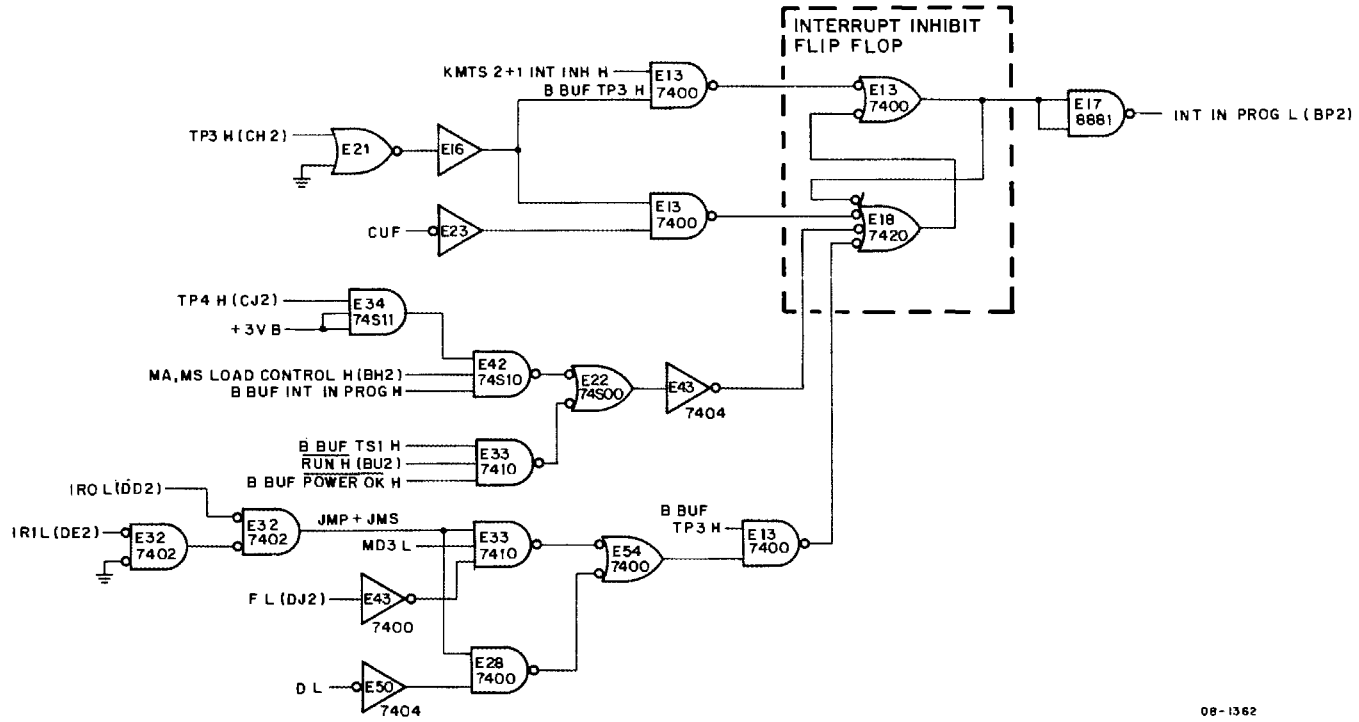 INTERRUPT INHIBIT
FLIP FLOP
KMTS 2+1 INT INH H
B BUF TP3 H
E13
7400
E13
7400
E17
8881
INT IN PROG L (BP2)
TP3 H (CH2)
E21
E16
E13
7400
E18
7420
CUF
E23
TP4 H (CJ2)
+3VB
E34
74S11
MA,MS LOAD CONTROL H (BH2)
B BUF INT IN PROG H
E42
74S10
E22
74S00
E43
7404
B BUF TS1 H
RUN H (BU2)
B BUF POWER OK H
E33
7410
IR0 L (DD2)
IR1L (DE2)
E32
7402
E32
7402
JMP + JMS
MD3 L
E33
7410
B BUF
TP3 H
E13
7400
E54
7400
F L (DJ2)
E43
7400
E28
7400
D L
E50
7404
08-1362